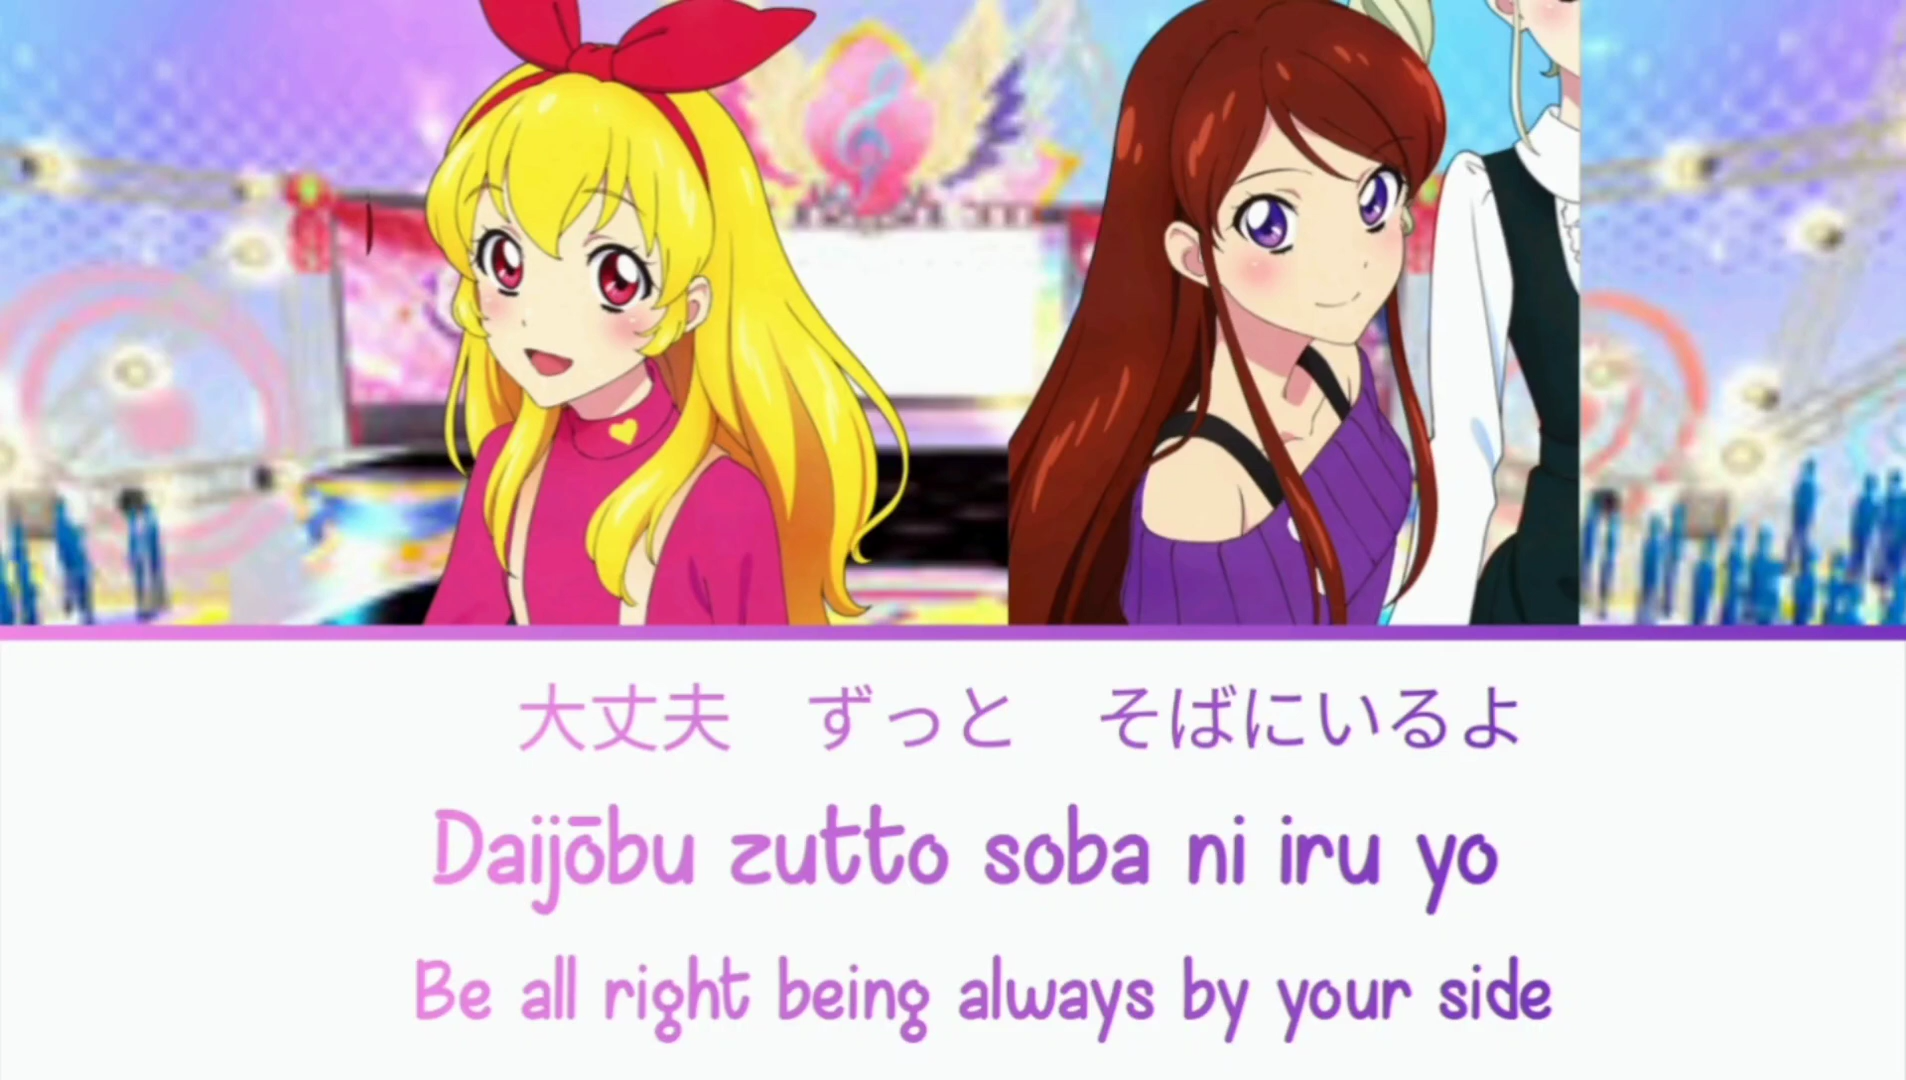 大丈夫　ずっと　そばにいるよ
Daijōbu zutto soba ni iru yo
Be all right being always by your side